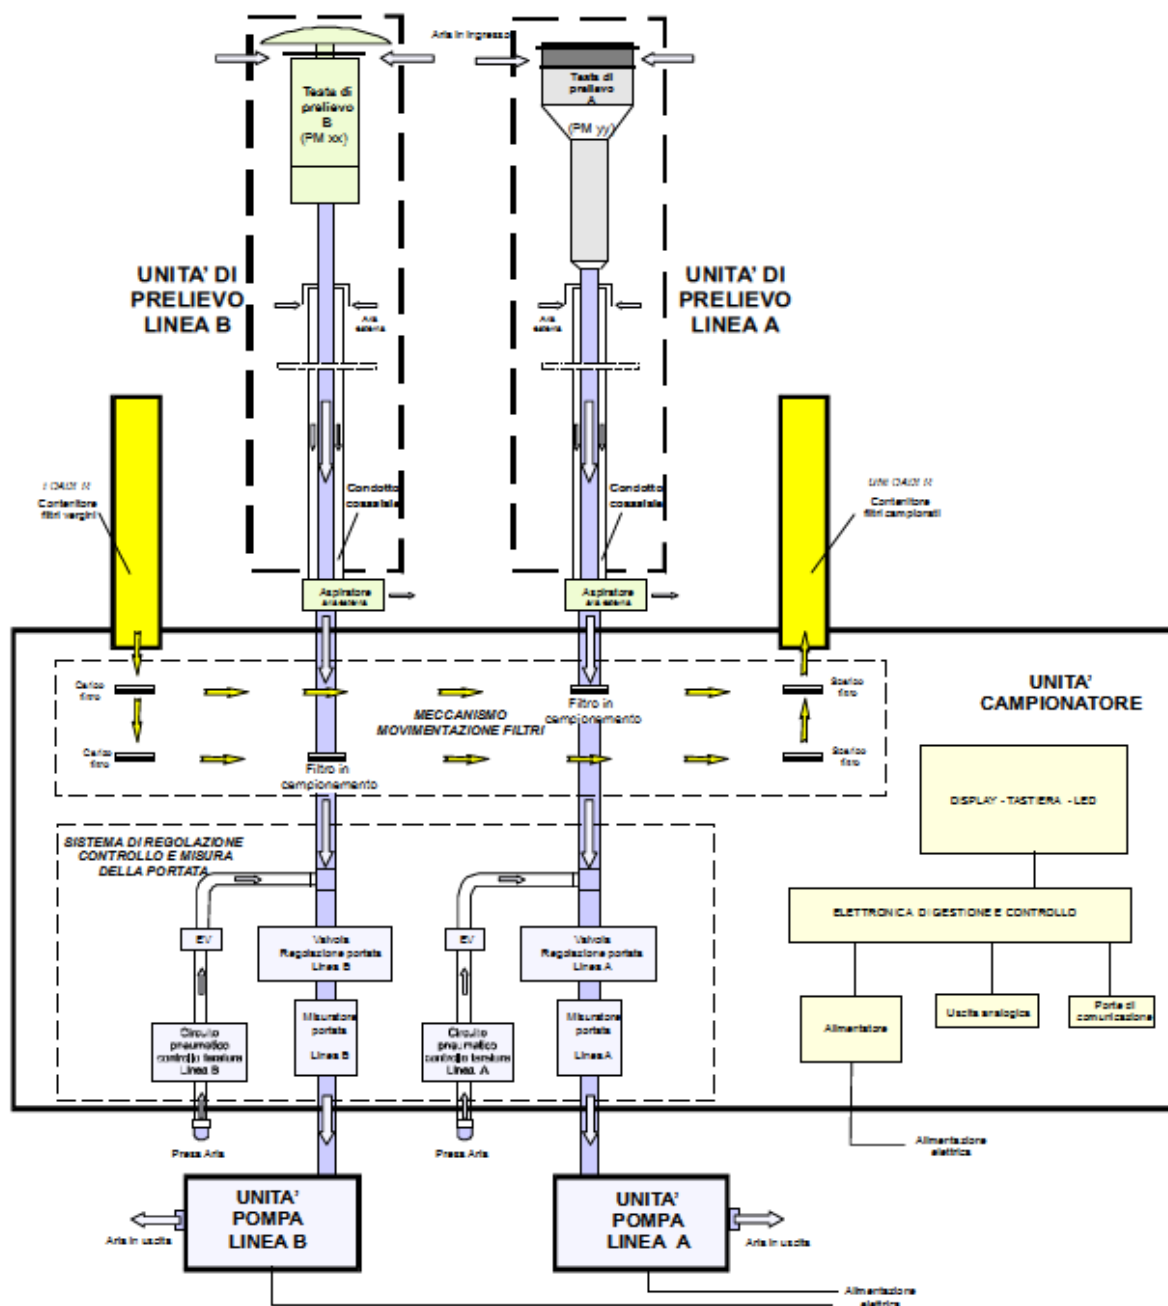 Aria in ingresso
Testa di
prelievo
B
(PM xx)
Testa di
prelievo
A
(PM yy)
UNITA' DI
PRELIEVO
LINEA B
UNITA' DI
PRELIEVO
LINEA A
Aria
esterna
Aria
esterna
LOADER
Contenitore
filtri vergini
Condotto
coassiale
Condotto
coassiale
UNLOADER
Contenitore
filtri campionati
Aspiratore
aria esterna
Aspiratore
aria esterna
Carico
filtro
Filtro in
campionemento
Scarico
filtro
MECCANISMO
MOVIMENTAZIONE FILTRI
Carico
filtro
Filtro in
campionemento
Scarico
filtro
UNITA'
CAMPIONATORE
DISPLAY - TASTIERA - LED
SISTEMA DI REGOLAZIONE
CONTROLLO E MISURA
DELLA PORTATA
ELETTRONICA DI GESTIONE E CONTROLLO
EV
Valvola
Regolazione portata
Linea B
EV
Valvola
Regolazione portata
Linea A
Circuito
pneumatico
controllo taratura
Linea B
Misuratore
portata
Linea B
Circuito
pneumatico
controllo taratura
Linea A
Misuratore
portata
Linea A
Alimentatore
Uscita analogica
Porte di
comunicazione
Presa Aria
Presa Aria
Alimentazione
elettrica
UNITA'
POMPA
LINEA B
UNITA'
POMPA
LINEA A
Aria in uscita
Aria in uscita
Alimentazione
elettrica